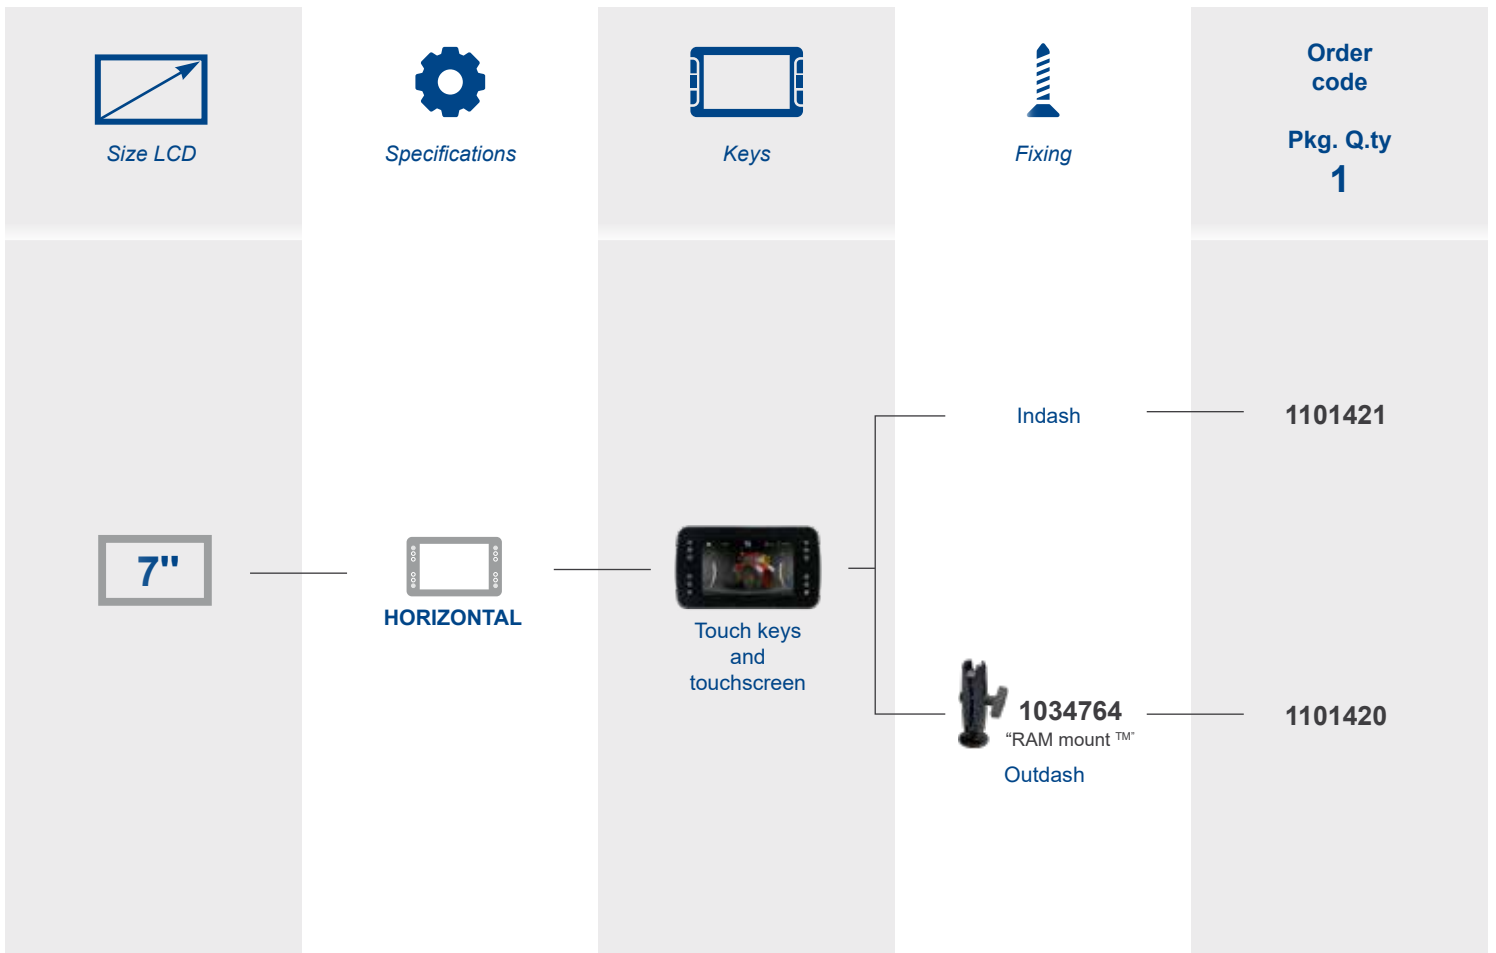 Size LCD
Specifications
Keys
Fixing
Order
code
Pkg. Q.ty
1
Indash
1101421
7"
HORIZONTAL
Touch keys
and
touchscreen
1034764
“RAM mount ™”
Outdash
1101420